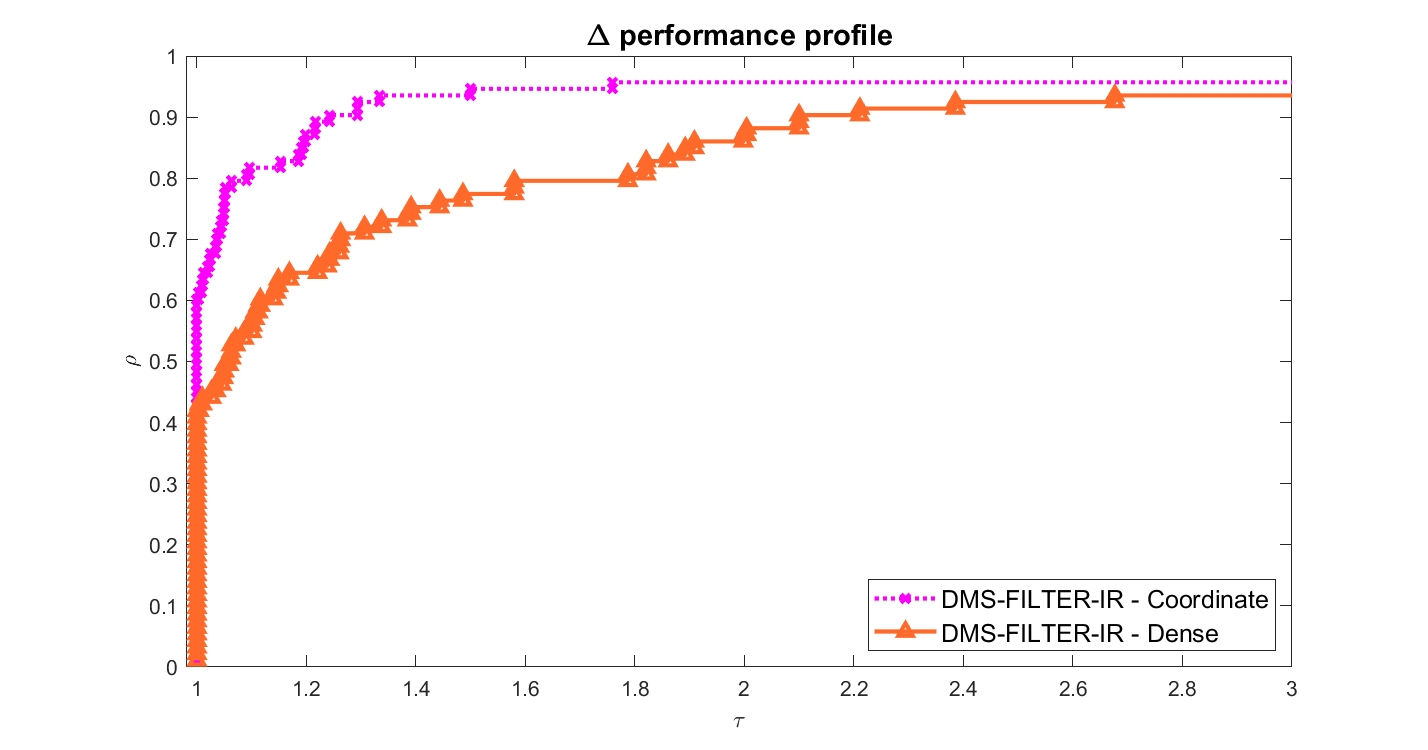 Δ performance profile
1
0.9
0.8
0.7
0.6
0.5
0.4
0.3
0.2
0.1
0
ρ
1 1.2 1.4 1.6 1.8 2 2.2 2.4 2.6 2.8 3
τ
DMS-FILTER-IR - Coordinate
DMS-FILTER-IR - Dense